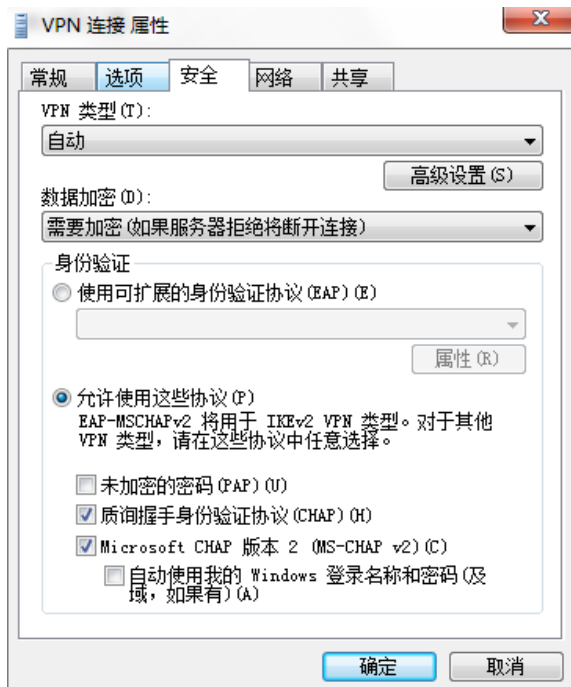 VPN 连接 属性
常规 选项 安全 网络 共享
VPN 类型(T):
自动
高级设置(S)
数据加密(D):
需要加密(如果服务器拒绝将断开连接)
身份验证
使用可扩展的身份验证协议(EAP)(E)
属性(R)
允许使用这些协议(P)
EAP-MSCHAPv2 将用于 IKEv2 VPN 类型。对于其他
VPN 类型,请在这些协议中任意选择。
未加密的密码(PAP)(U)
质询握手身份验证协议(CHAP)(H)
Microsoft CHAP 版本 2 (MS-CHAP v2)(C)
自动使用我的 Windows 登录名称和密码(及
域,如果有)(A)
确定 取消